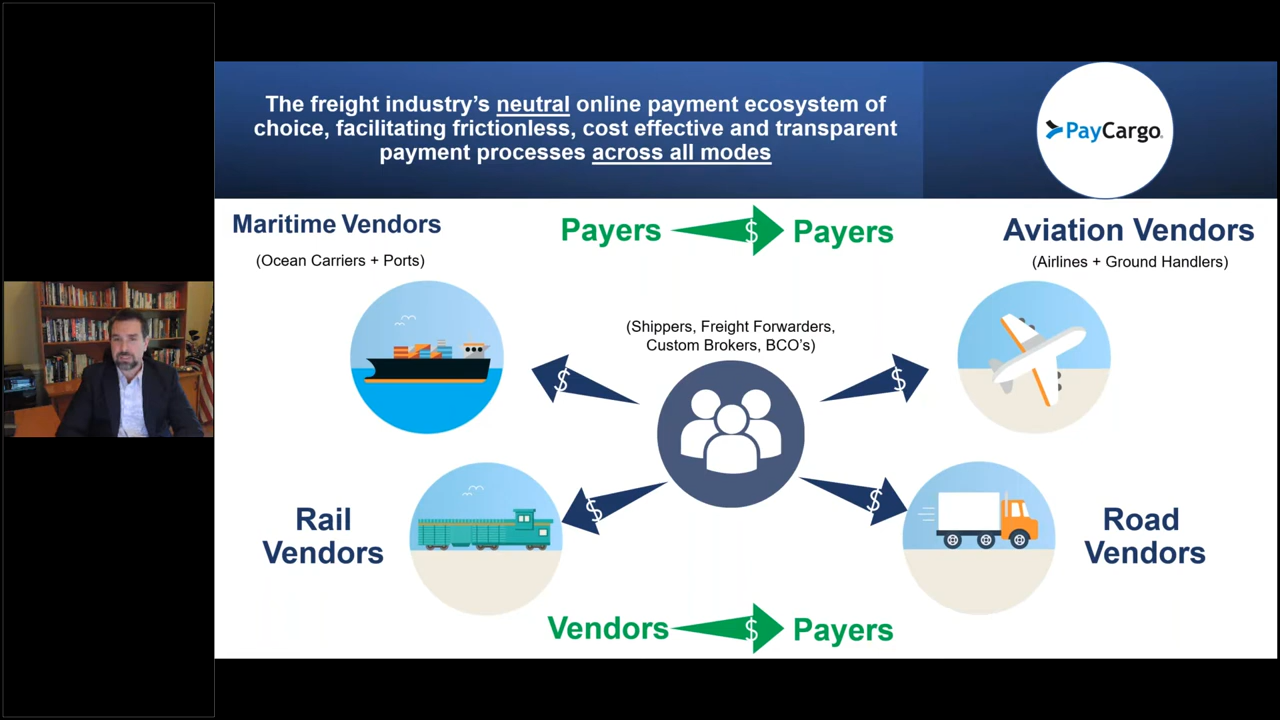 The freight industry’s neutral online payment ecosystem of
choice, facilitating frictionless, cost effective and transparent
payment processes across all modes
PayCargo
Maritime Vendors
(Ocean Carriers + Ports)
Payers $ Payers
Aviation Vendors
(Airlines + Ground Handlers)
(Shippers, Freight Forwarders,
Custom Brokers, BCO’s)
$
$
$
$
Rail
Vendors
Road
Vendors
Vendors $ Payers